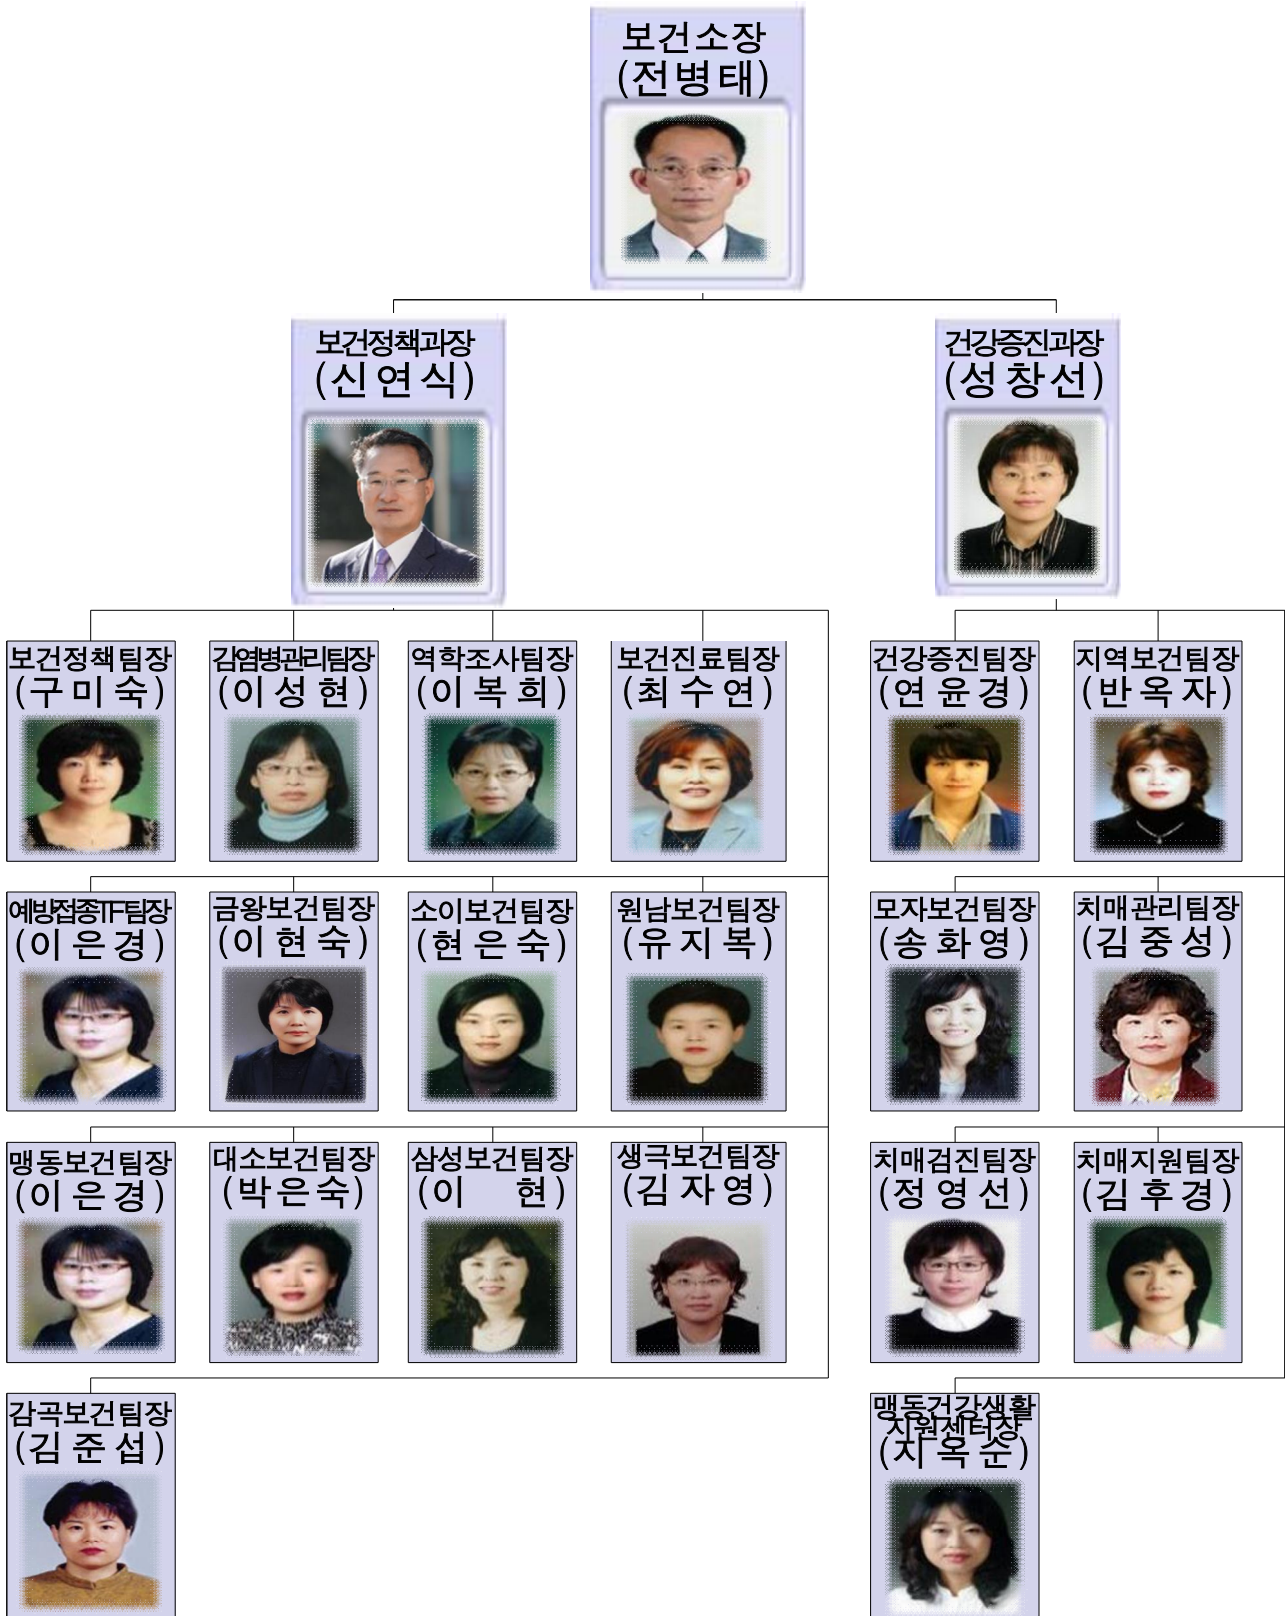 보건소장
(전병태)
보건정책과장
(신연식)
건강증진과장
(성창선)
보건정책팀장
(구미숙)
감염병관리팀장
(이성현)
역학조사팀장
(이복희)
보건진료팀장
(최수연)
건강증진팀장
(연윤경)
지역보건팀장
(반옥자)
예방접종TF팀장
(이은경)
금왕보건팀장
(이현숙)
소이보건팀장
(현은숙)
원남보건팀장
(유지복)
모자보건팀장
(송화영)
치매관리팀장
(김중성)
맹동보건팀장
(이은경)
대소보건팀장
(박은숙)
삼성보건팀장
(이 현)
생극보건팀장
(김자영)
치매검진팀장
(정영선)
치매지원팀장
(김후경)
감곡보건팀장
(김준섭)
맹동건강생활
지원센터장
(지옥순)